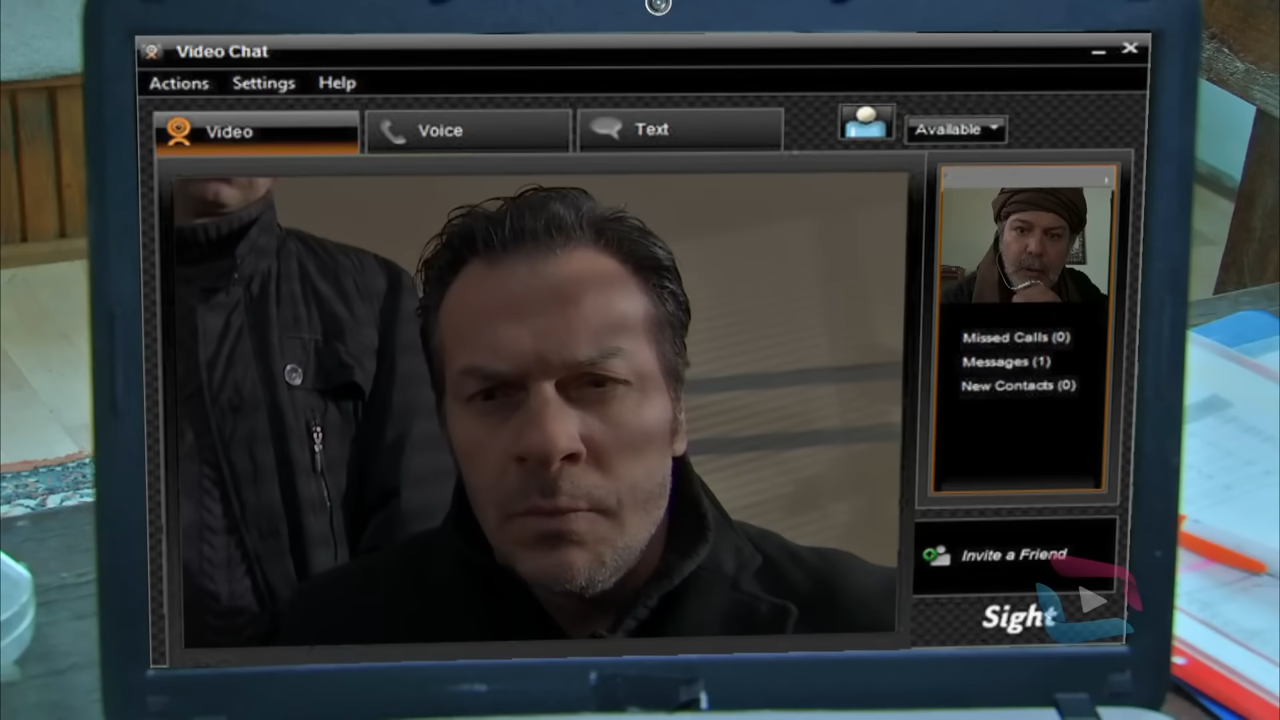 Video Chat
Actions Settings Help
Video Voice Text Available
Missed Calls (0)
Messages (1)
New Contacts (0)
Invite a Friend
Sight